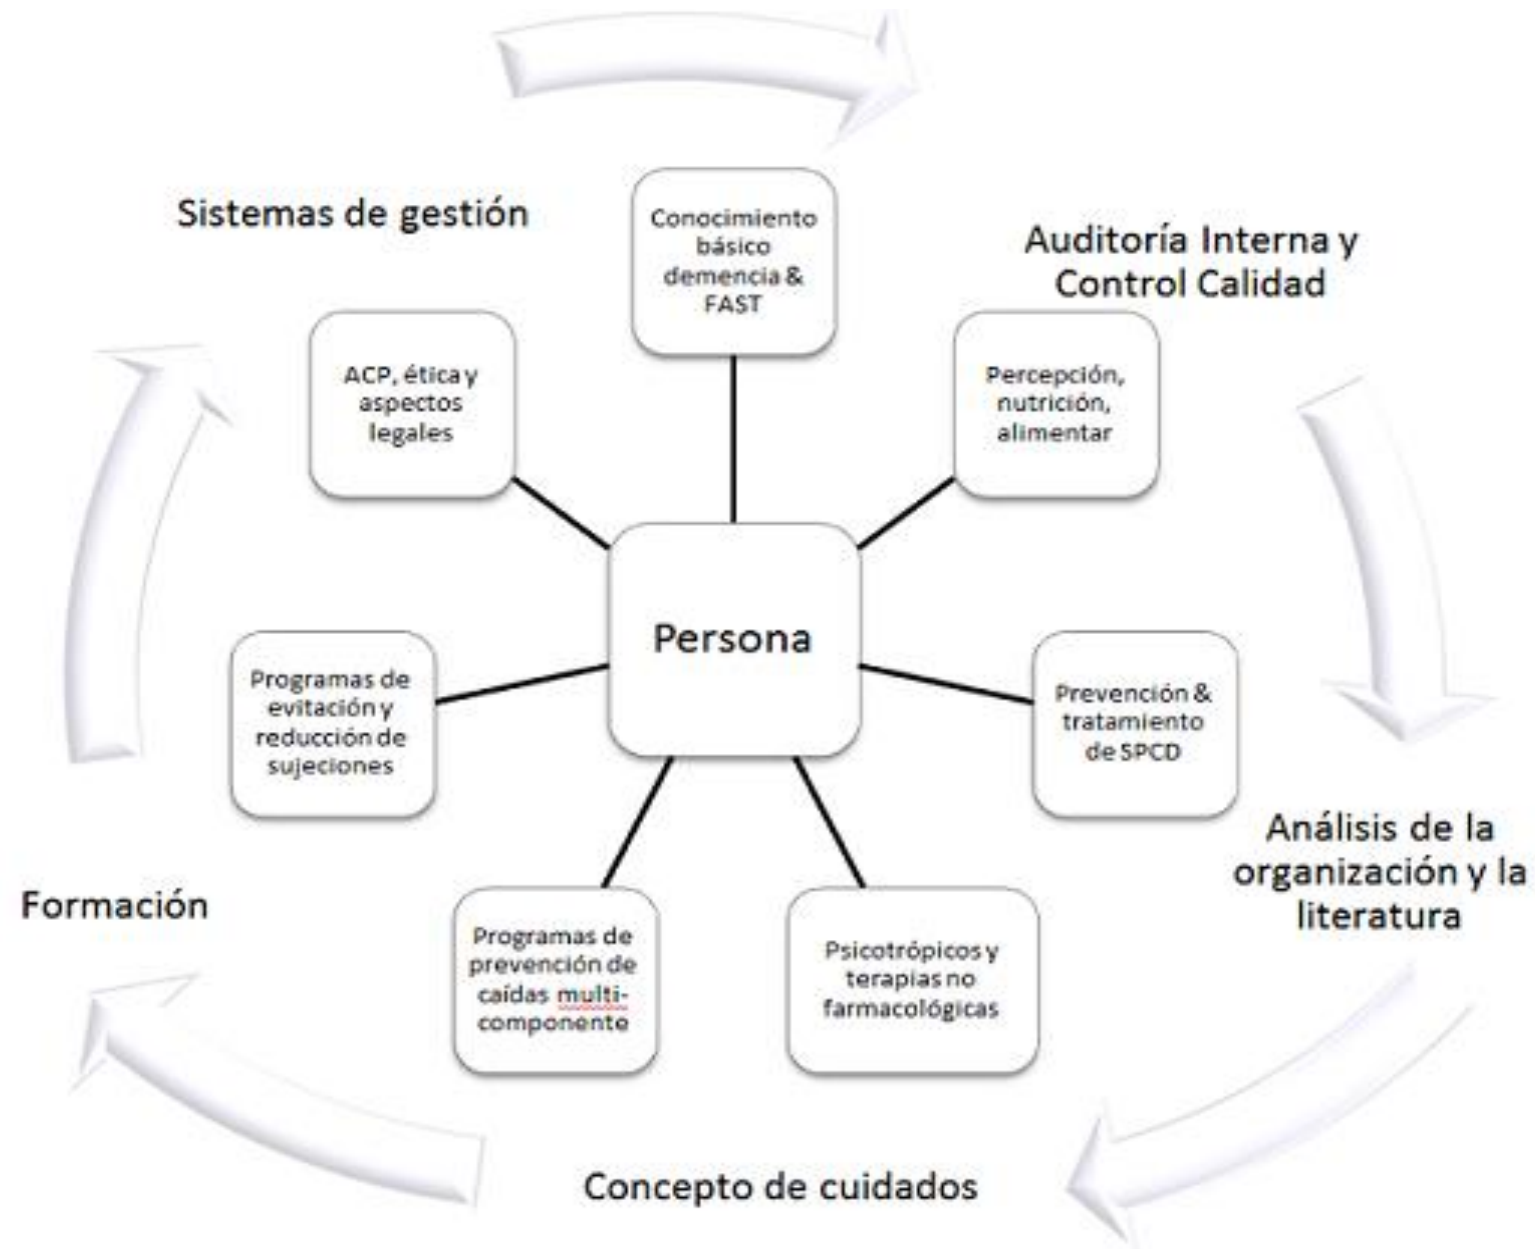 Sistemas de gestión
Conocimiento
básico
demencia &
FAST
Auditoría Interna y
Control Calidad
ACP, ética y
aspectos
legales
Percepción,
nutrición,
alimentar
Persona
Programas de
evitación y
reducción de
sujeciones
Prevención &
tratamiento
de SPCD
Análisis de la
organización y la
literatura
Formación
Programas de
prevención de
caídas multi-
componente
Psicotrópicos y
terapias no
farmacológicas
Concepto de cuidados